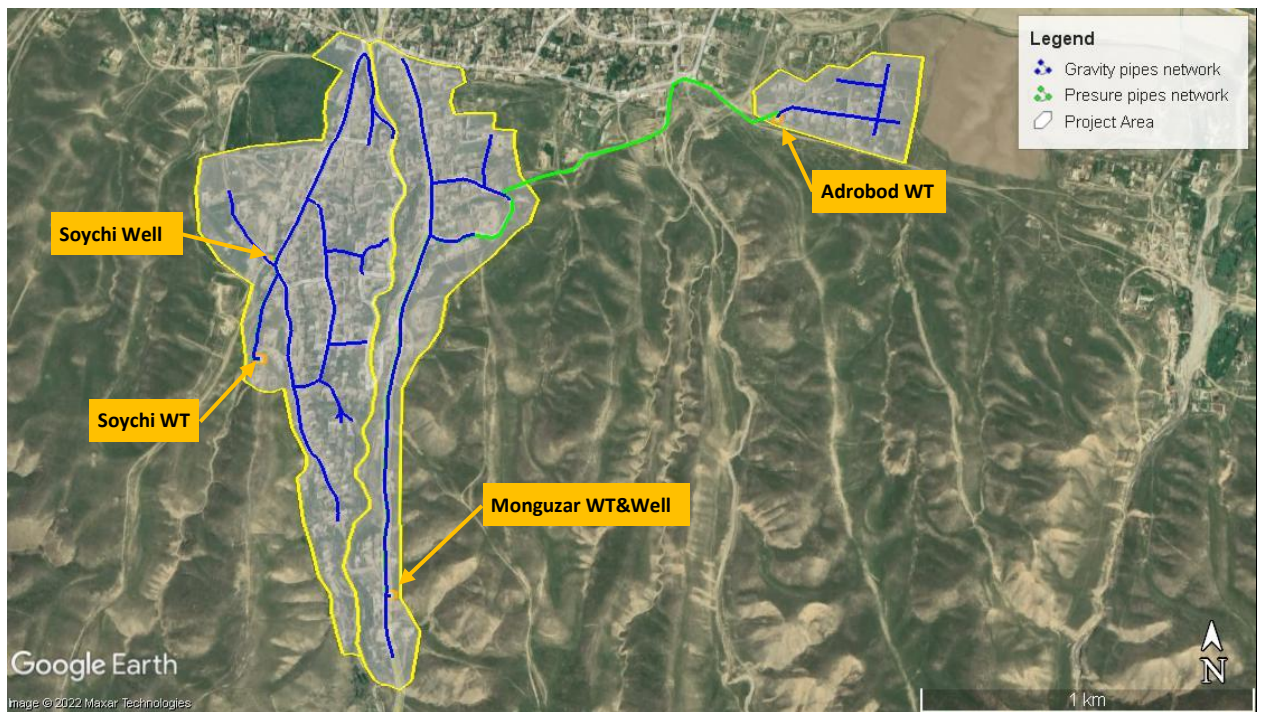 Legend
Gravity pipes network
Presure pipes network
Project Area
Adrobod WT
Soychi Well
Soychi WT
Monguzar WT&Well
N
Google Earth
Image © 2022 Maxar Technologies
1 km